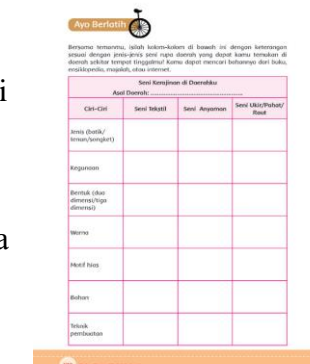 Ayo Berlatih
i
Bersama temanmu, isilah kolom-kolom di bawah ini dengan keterangan
sesuai dengan jenis-jenis seni rupa daerah yang dapat kamu temukan di
daerah sekitar tempat tinggalmu! Kamu dapat mencari bahannya dari buku,
ensiklopedia, majalah, atau internet.
Seni Kerajinan di Daerahku
Asal Daerah:
Ciri-Ciri Seni Tekstil Seni Anyaman Seni Ukir/Pahat/
Raut
Jenis (batik/
tenun/songket)
Kegunaan
Bentuk (dua
dimensi/tiga
dimensi)
a
Warna
Motif hias
Bahan
Teknik
pembuatan